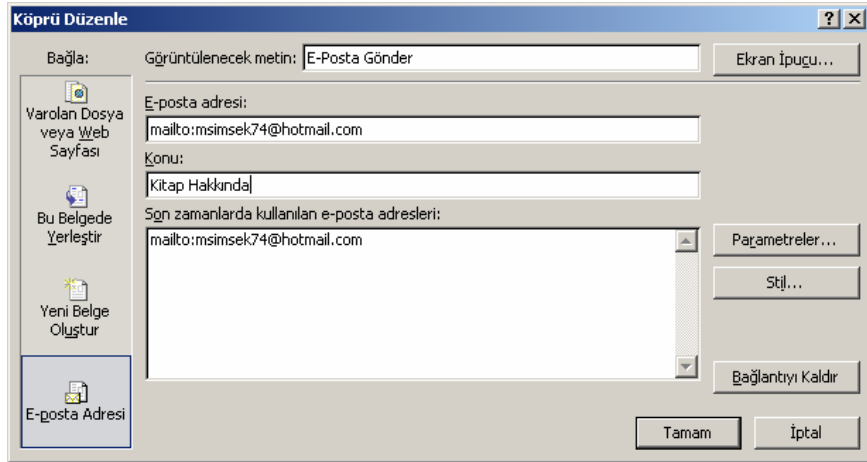 Köprü Düzenle
Bağla:
Görüntülenecek metin: E-Posta Gönder
Ekran İpucu...
Varolan Dosya
veya Web
Sayfası
E-posta adresi:
mailto:msimsek74@hotmail.com
Konu:
Kitap Hakkında
Bu Belgede
Yerleştir
Son zamanlarda kullanılan e-posta adresleri:
mailto:msimsek74@hotmail.com
Parametreler...
Stil...
Yeni Belge
Oluştur
Bağlantıyı Kaldır
E-posta Adresi
Tamam
İptal